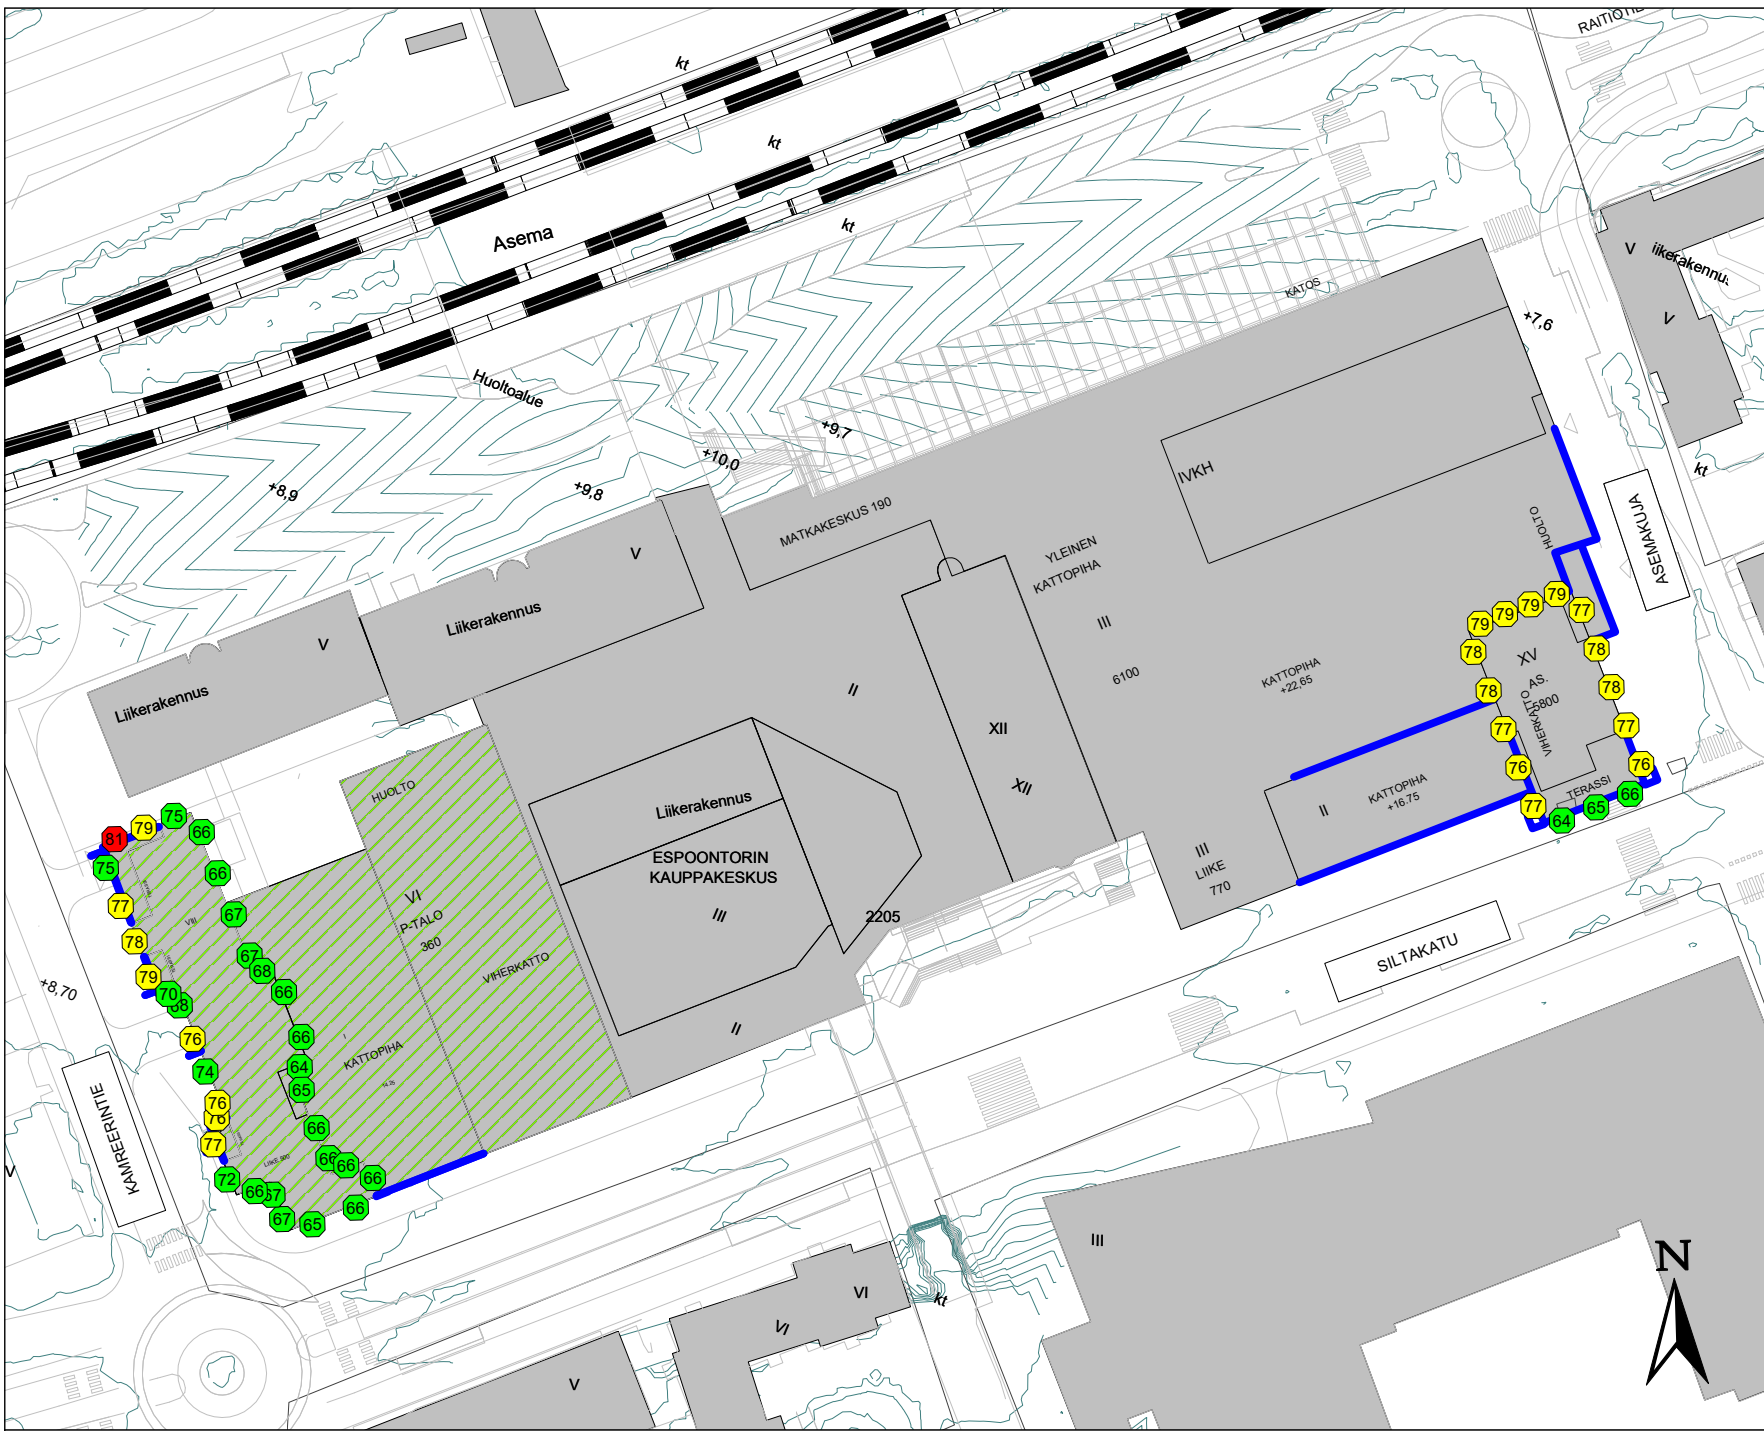 RAITIOTIE
kt
kt
kt
Asema
KATOS
+7,6
V
V
kt
Huoltoalue
+9,7
+10,0
+8,9
+9,8
IVKH
MATKAKESKUS 190
YLEINEN
KATTOPIHA
III
6100
HUOLTO
ASEMAKUJA
V
Liikerakennus
V
Liikerakennus
II
XII
XII
KATTOPIHA
+22,65
79
79
79
79
77
78
78
78
78
77
77
76
76
77
64
65
66
XV
AS.
5800
VIHERKATTO
TERASSI
KATTOPIHA
+16.75
II
III
LIIKE
770
HUOLTO
Liikerakennus
ESPOONTORIN
KAUPPAKESKUS
III
2205
II
VI
P-TALO
360
VIHERKATTO
VIII
I
KATTOPIHA
LIIKE 900
81
79
75
66
75
66
77
67
78
67
68
79
66
70
68
76
66
74
64
65
76
76
77
66
66
66
72
66
67
66
67
65
66
+8,70
KAMREERINTIE
V
SILTAKATU
III
VI
VI
kt
V
N